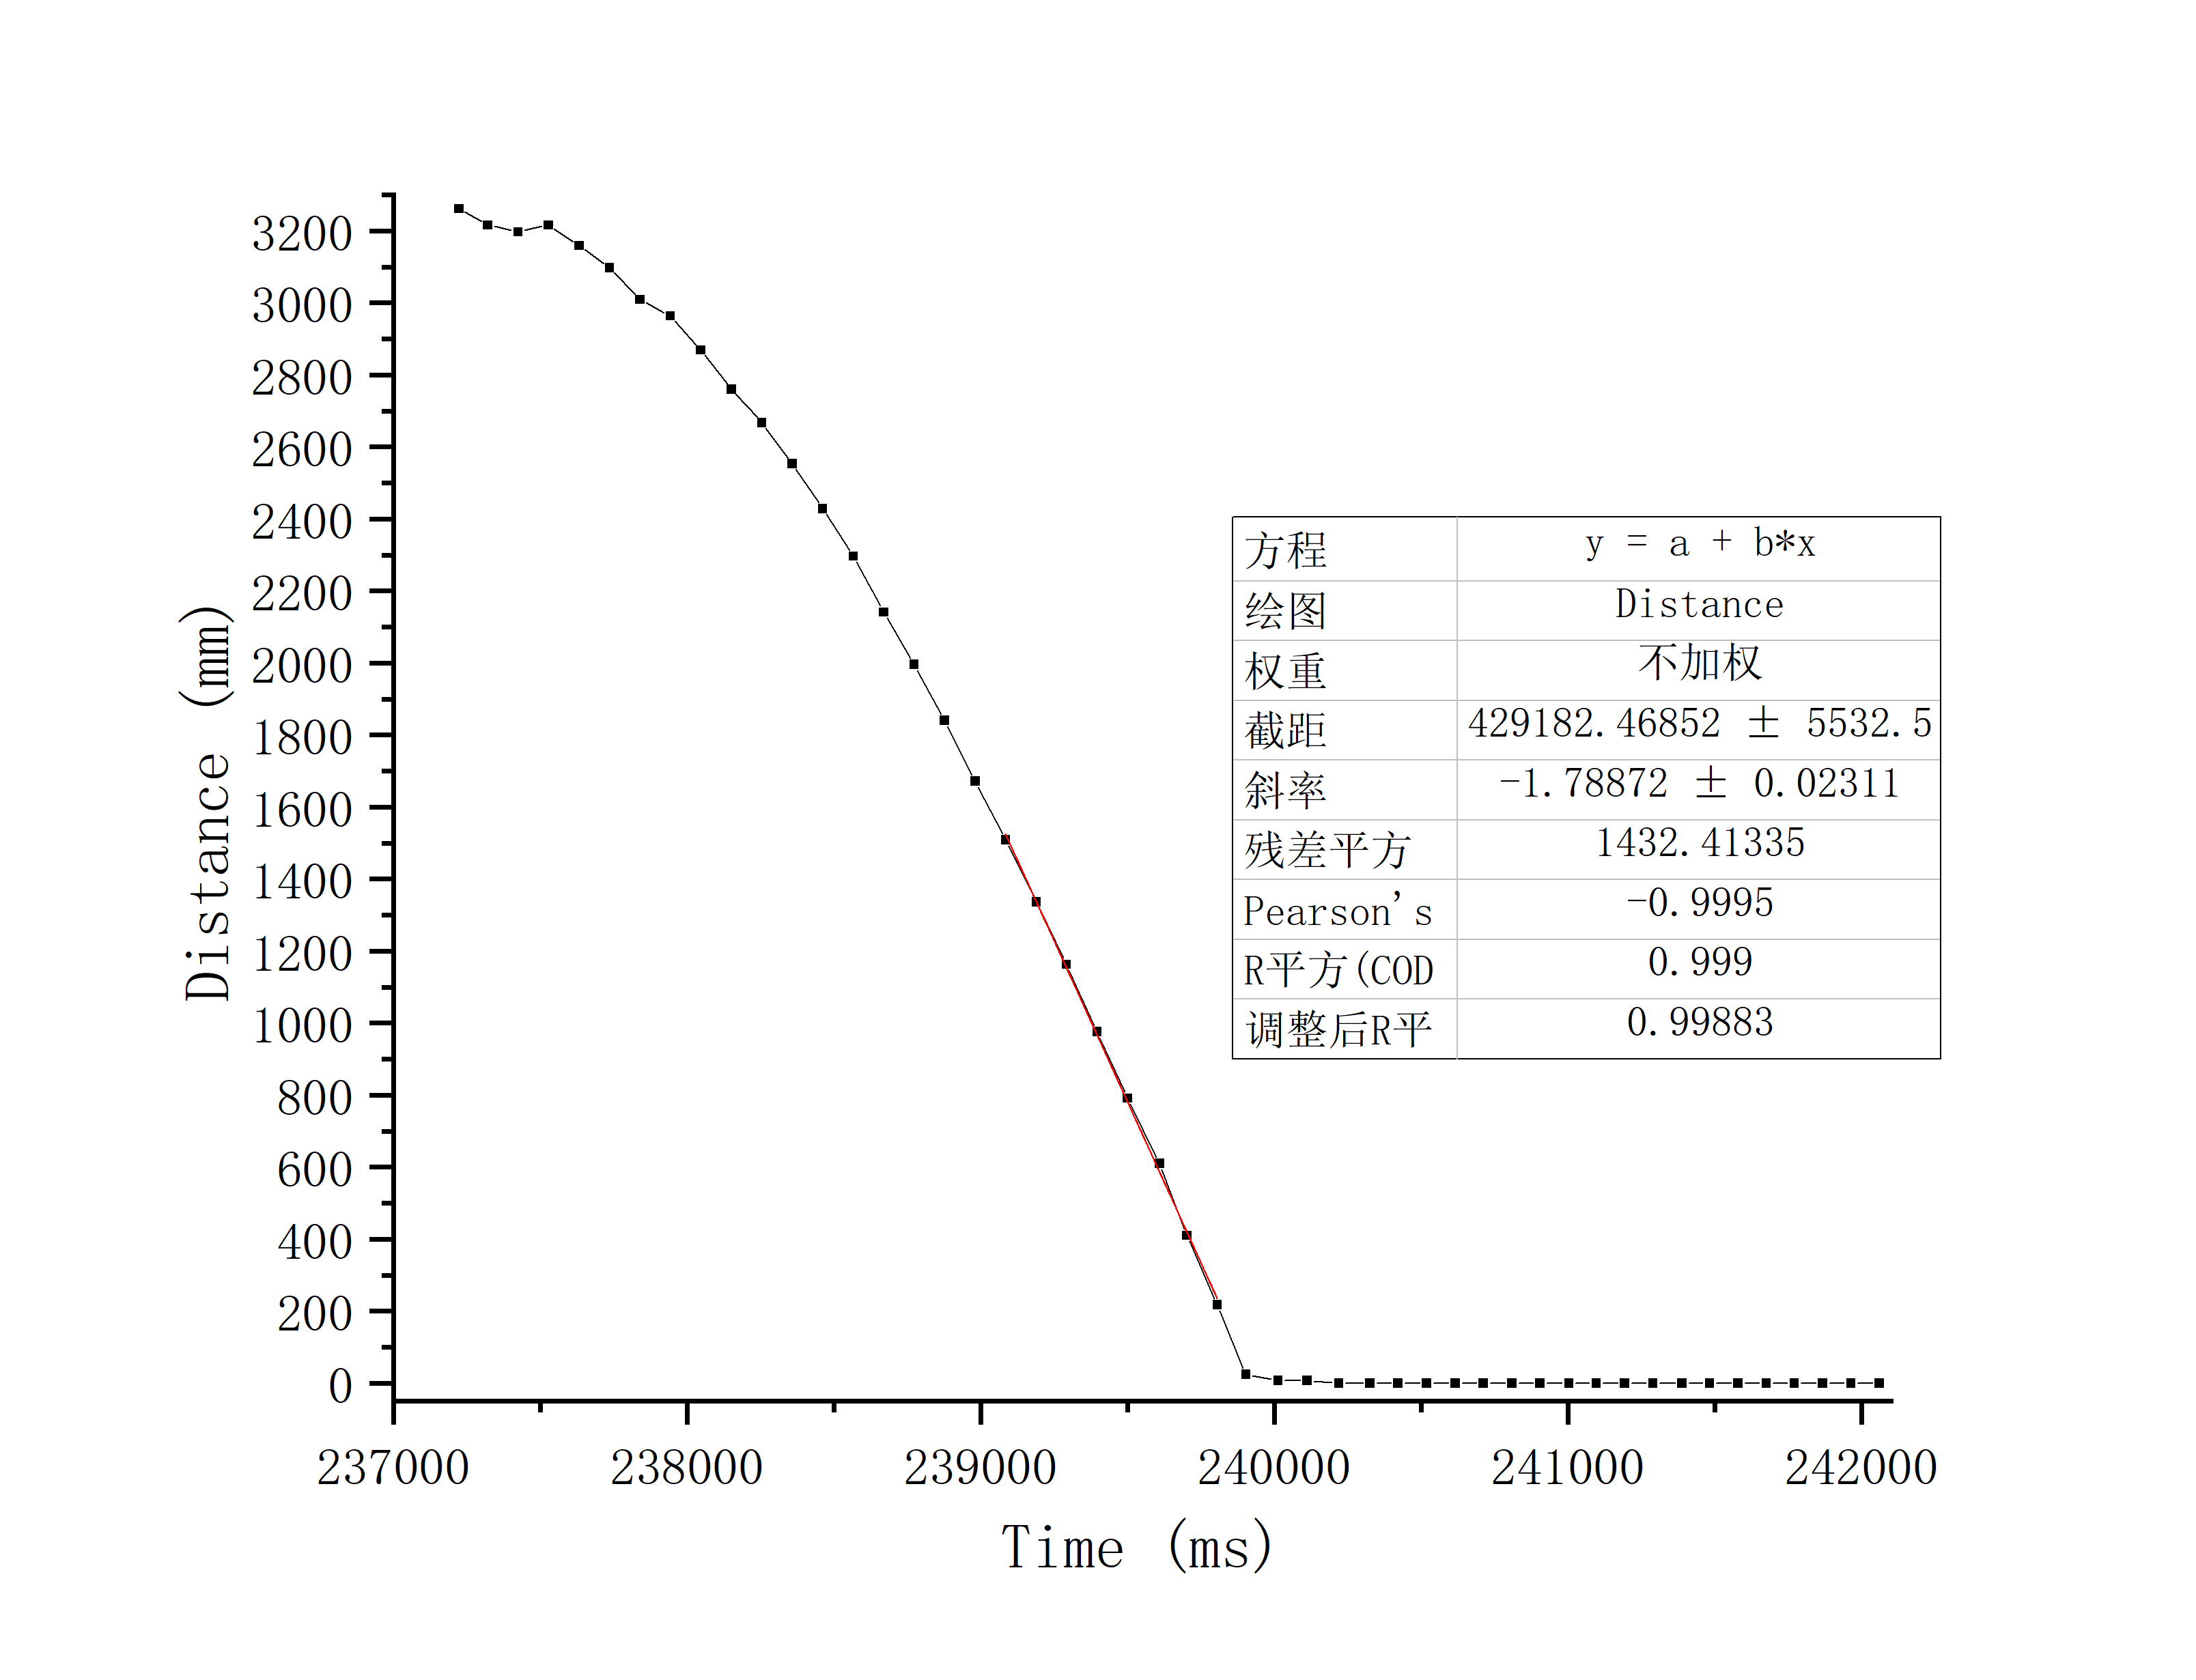 3200
3000
2800
2600
2400
2200
2000
1800
1600
1400
1200
1000
800
600
400
200
0
Distance (mm)
237000 238000 239000 240000 241000 242000
Time (ms)
方程 y = a + b*x
绘图 Distance
权重 不加权
截距 429182.46852 ± 5532.5
斜率 -1.78872 ± 0.02311
残差平方 1432.41335
Pearson's -0.9995
R平方(COD 0.999
调整后R平 0.99883